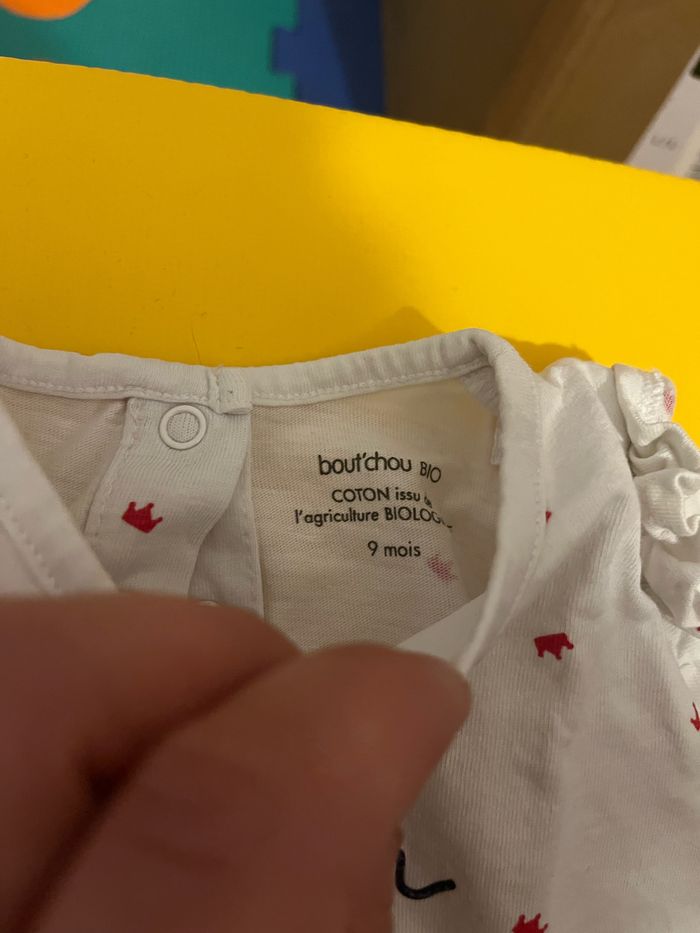 bout'chou BIO
COTON issu
l'agriculture
9 mois